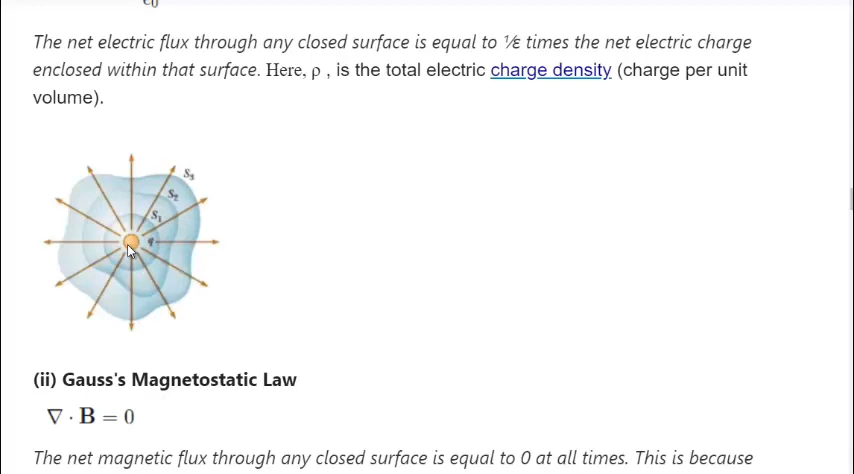 ϵ0
The net electric flux through any closed surface is equal to ⅟ε times the net electric charge
enclosed within that surface. Here, ρ , is the total electric charge density (charge per unit
volume).
S3
S2
S1
q
(ii) Gauss's Magnetostatic Law
∇ · B = 0
The net magnetic flux through any closed surface is equal to 0 at all times. This is because